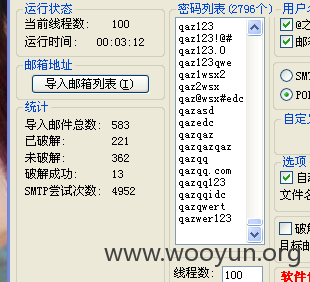 运行状态
当前线程数: 100
运行时间: 00:03:12
邮箱地址
导入邮箱列表(I)
统计
导入邮件总数: 583
已破解: 221
未破解: 362
破解成功: 13
SMTP尝试次数: 4952
密码列表(2796个)
qaz123
qaz123!@#
qaz123.0
qaz123qwe
qaz1wsx2
qaz2wsx
qaz@wsx#edc
qazasd
qazedc
qazqaz
qazqazqaz
qazqq
qazqq.com
qazqq123
qazqqidc
qazqwert
qazwer123
线程数: 100
用户名
@之
邮箱
SMT
POP
自定义
选项
自动
文件名
破解
目标邮
软件作
www.wooyun.org